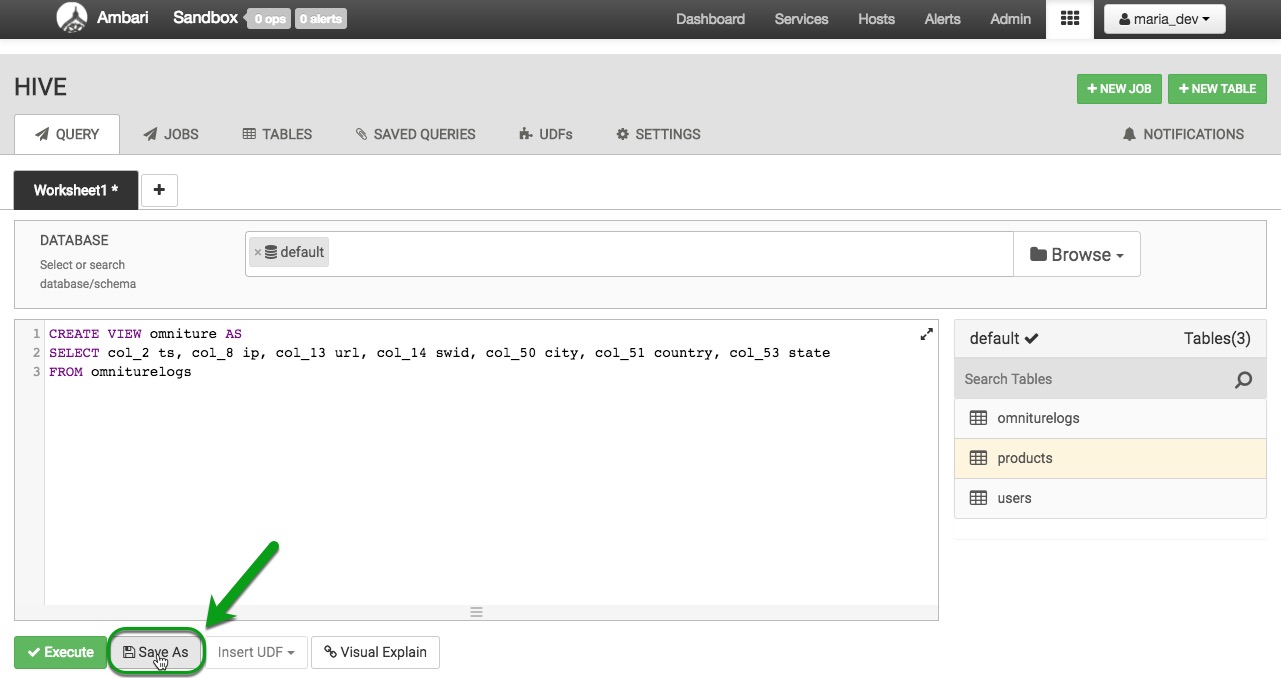 Ambari Sandbox 0 ops 0 alerts Dashboard Services Hosts Alerts Admin maria_dev
HIVE
+ NEW JOB + NEW TABLE
QUERY JOBS TABLES SAVED QUERIES UDFs SETTINGS NOTIFICATIONS
Worksheet1 * +
DATABASE
Select or search
database/schema
× default
Browse
1 CREATE VIEW omniture AS
2 SELECT col_2 ts, col_8 ip, col_13 url, col_14 swid, col_50 city, col_51 country, col_53 state
3 FROM omniturelogs
default Tables(3)
Search Tables
omniturelogs
products
users
Execute Save As Insert UDF Visual Explain